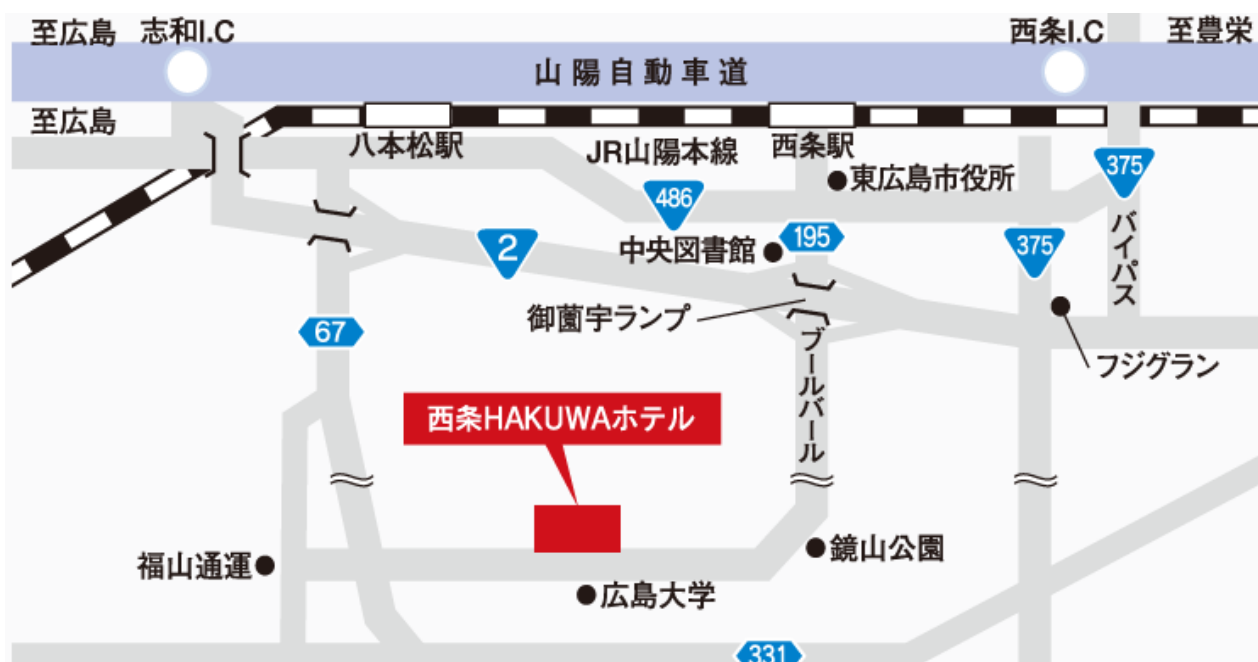 至広島
志和I.C
西条I.C
至豊栄
山陽自動車道
至広島
八本松駅
JR山陽本線
西条駅
375
東広島市役所
486
バイパス
2
中央図書館
195
375
御薗宇ランプ
67
ブールバール
フジグラン
西条HAKUWAホテル
福山通運
鏡山公園
広島大学
331